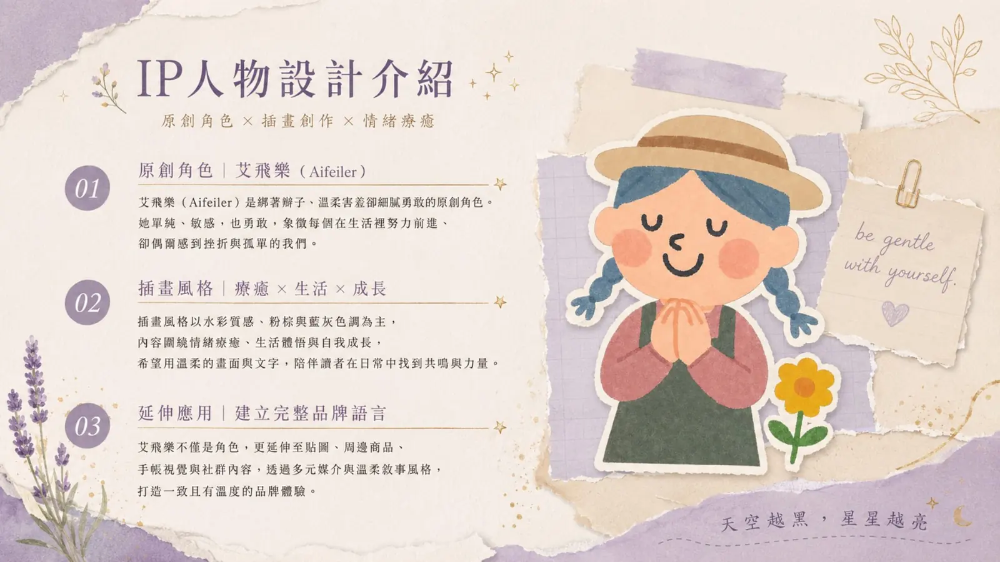 IP人物設計介紹
原創角色 × 插畫創作 × 情緒療癒
01
原創角色｜艾飛樂（Aifeiler）
艾飛樂（Aifeiler）是綁著辮子、溫柔害羞卻細膩勇敢的原創角色。
她單純、敏感，也勇敢，象徵每個在生活裡努力前進、
卻偶爾感到挫折與孤單的我們。
02
插畫風格｜療癒 × 生活 × 成長
插畫風格以水彩質感、粉棕與藍灰色調為主，
內容圍繞情緒療癒、生活體悟與自我成長，
希望用溫柔的畫面與文字，陪伴讀者在日常中找到共鳴與力量。
03
延伸應用｜建立完整品牌語言
艾飛樂不僅是角色，更延伸至貼圖、周邊商品、
手帳視覺與社群內容，透過多元媒介與溫柔敘事風格，
打造一致且有溫度的品牌體驗。
be gentle
with yourself.
天空越黑，星星越亮